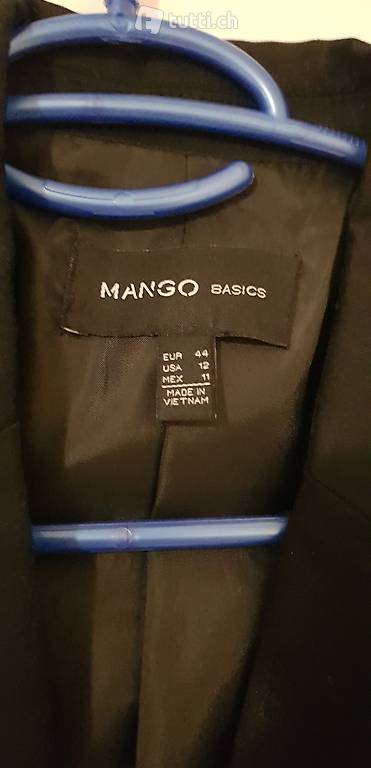 tutti.ch
MANGO BASICS
EUR 44
USA 12
MEX 11
MADE IN
VIETNAM